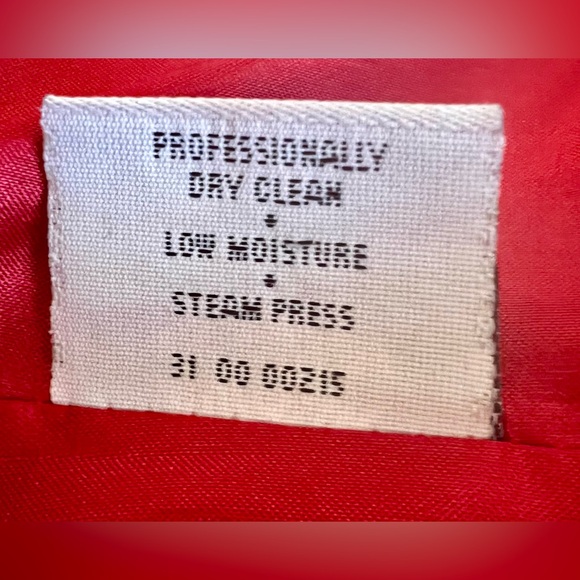 PROFESSIONALLY
DRY CLEAN
+
LOW MOISTURE
+
STEAM PRESS
31 00 00215